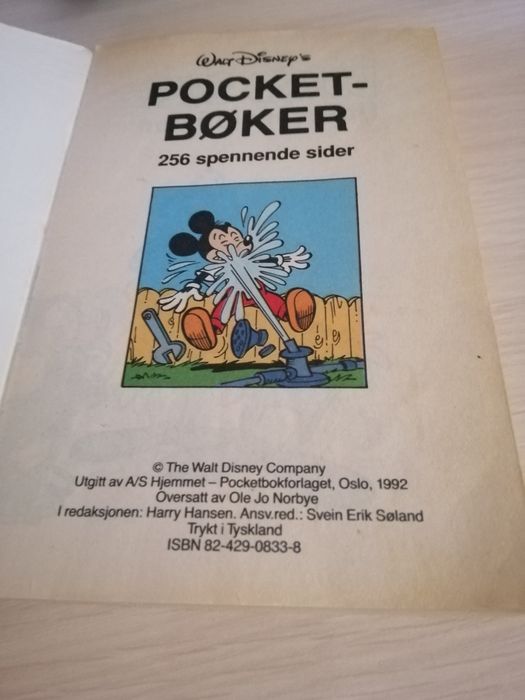 Walt Disney's
POCKET-
BØKER
256 spennende sider
© The Walt Disney Company
Utgitt av A/S Hjemmet – Pocketbokforlaget, Oslo, 1992
Oversatt av Ole Jo Norbye
I redaksjonen: Harry Hansen. Ansv.red.: Svein Erik Søland
Trykt i Tyskland
ISBN 82-429-0833-8